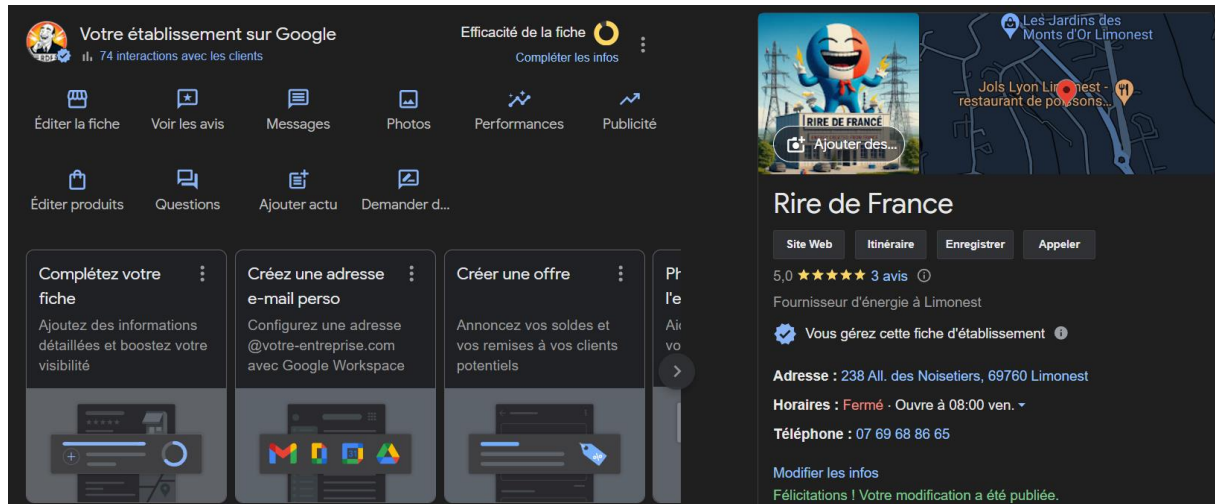 Votre établissement sur Google
74 interactions avec les clients
Efficacité de la fiche
Compléter les infos
Éditer la fiche
Voir les avis
Messages
Photos
Performances
Publicité
Éditer produits
Questions
Ajouter actu
Demander d...
Complétez votre
fiche
Ajoutez des informations
détaillées et boostez votre
visibilité
Créez une adresse
e-mail perso
Configurez une adresse
@votre-entreprise.com
avec Google Workspace
Créer une offre
Annoncez vos soldes et
vos remises à vos clients
potentiels
Ph
l'e
Aid
vo
RIRE DE FRANCE
Ajouter des...
Les Jardins des
Monts d'Or Limonest
Jols Lyon Limonest -
restaurant de poissons...
Rire de France
Site Web
Itinéraire
Enregistrer
Appeler
5,0 ★★★★★ 3 avis
Fournisseur d'énergie à Limonest
Vous gérez cette fiche d'établissement
Adresse : 238 All. des Noisetiers, 69760 Limonest
Horaires : Fermé · Ouvre à 08:00 ven.
Téléphone : 07 69 68 86 65
Modifier les infos
Félicitations ! Votre modification a été publiée.